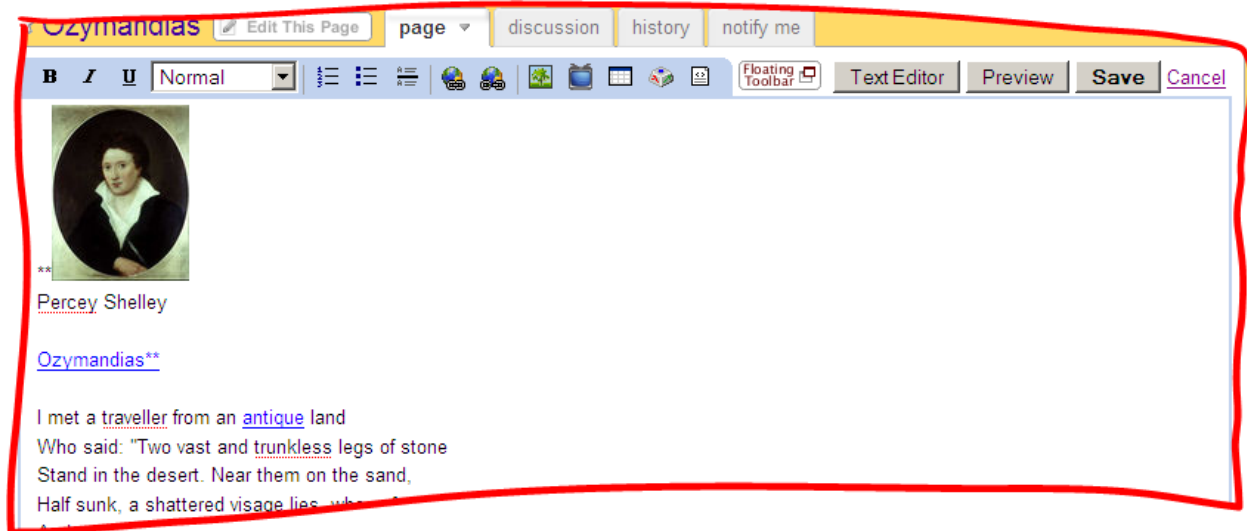 Ozymandias Edit This Page page discussion history notify me
B I U Normal Floating Toolbar Text Editor Preview Save Cancel
**
Percey Shelley
Ozymandias**
I met a traveller from an antique land
Who said: "Two vast and trunkless legs of stone
Stand in the desert. Near them on the sand,
Half sunk, a shattered visage lies,